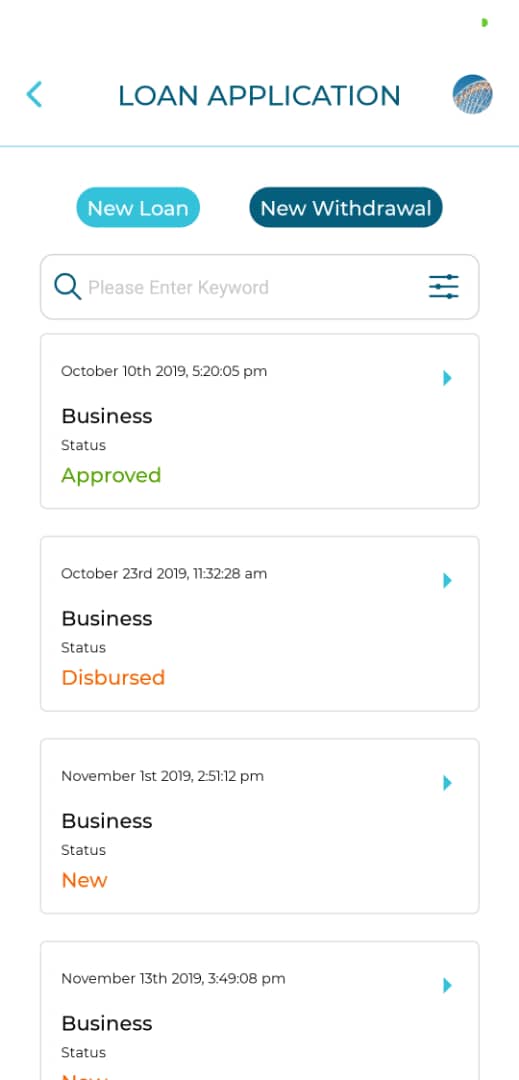 LOAN APPLICATION
New Loan
New Withdrawal
Please Enter Keyword
October 10th 2019, 5:20:05 pm
Business
Status
Approved
October 23rd 2019, 11:32:28 am
Business
Status
Disbursed
November 1st 2019, 2:51:12 pm
Business
Status
New
November 13th 2019, 3:49:08 pm
Business
Status